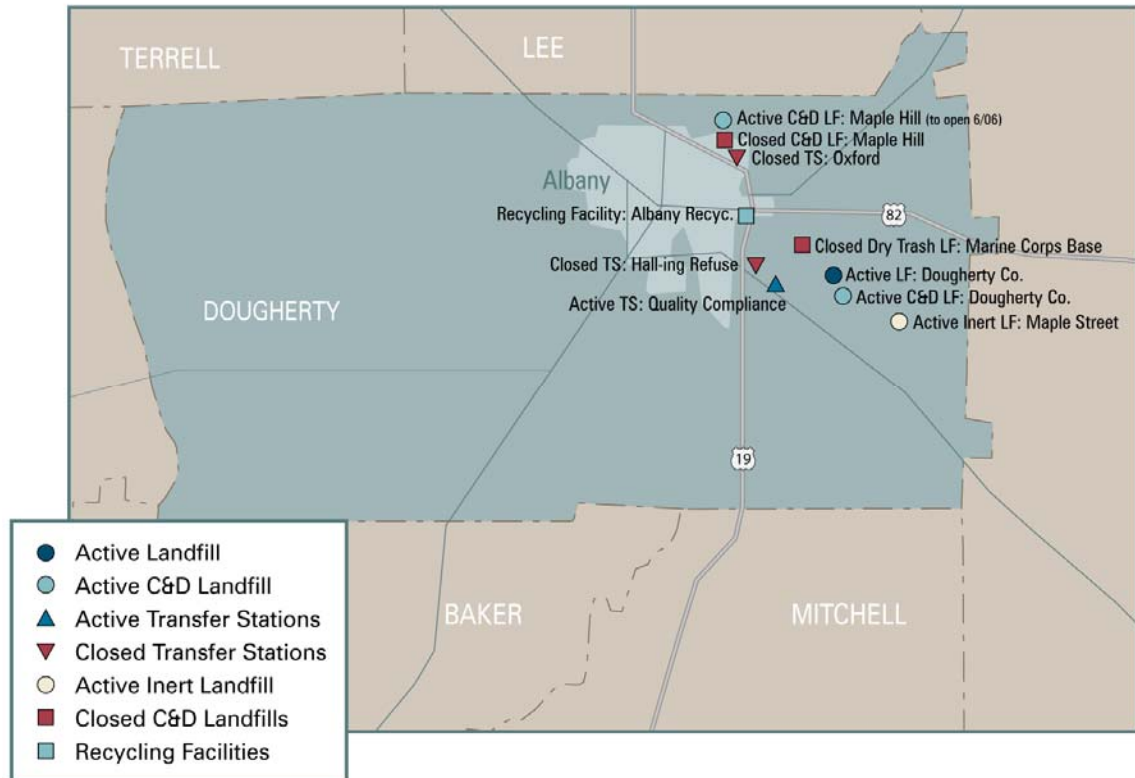 TERRELL
LEE
Active C&D LF: Maple Hill (to open 6/06)
Closed C&D LF: Maple Hill
Closed TS: Oxford
Albany
Recycling Facility: Albany Recyc.
82
Closed Dry Trash LF: Marine Corps Base
Closed TS: Hall-ing Refuse
Active LF: Dougherty Co.
Active TS: Quality Compliance
Active C&D LF: Dougherty Co.
DOUGHERTY
Active Inert LF: Maple Street
19
BAKER
MITCHELL
Active Landfill
Active C&D Landfill
Active Transfer Stations
Closed Transfer Stations
Active Inert Landfill
Closed C&D Landfills
Recycling Facilities